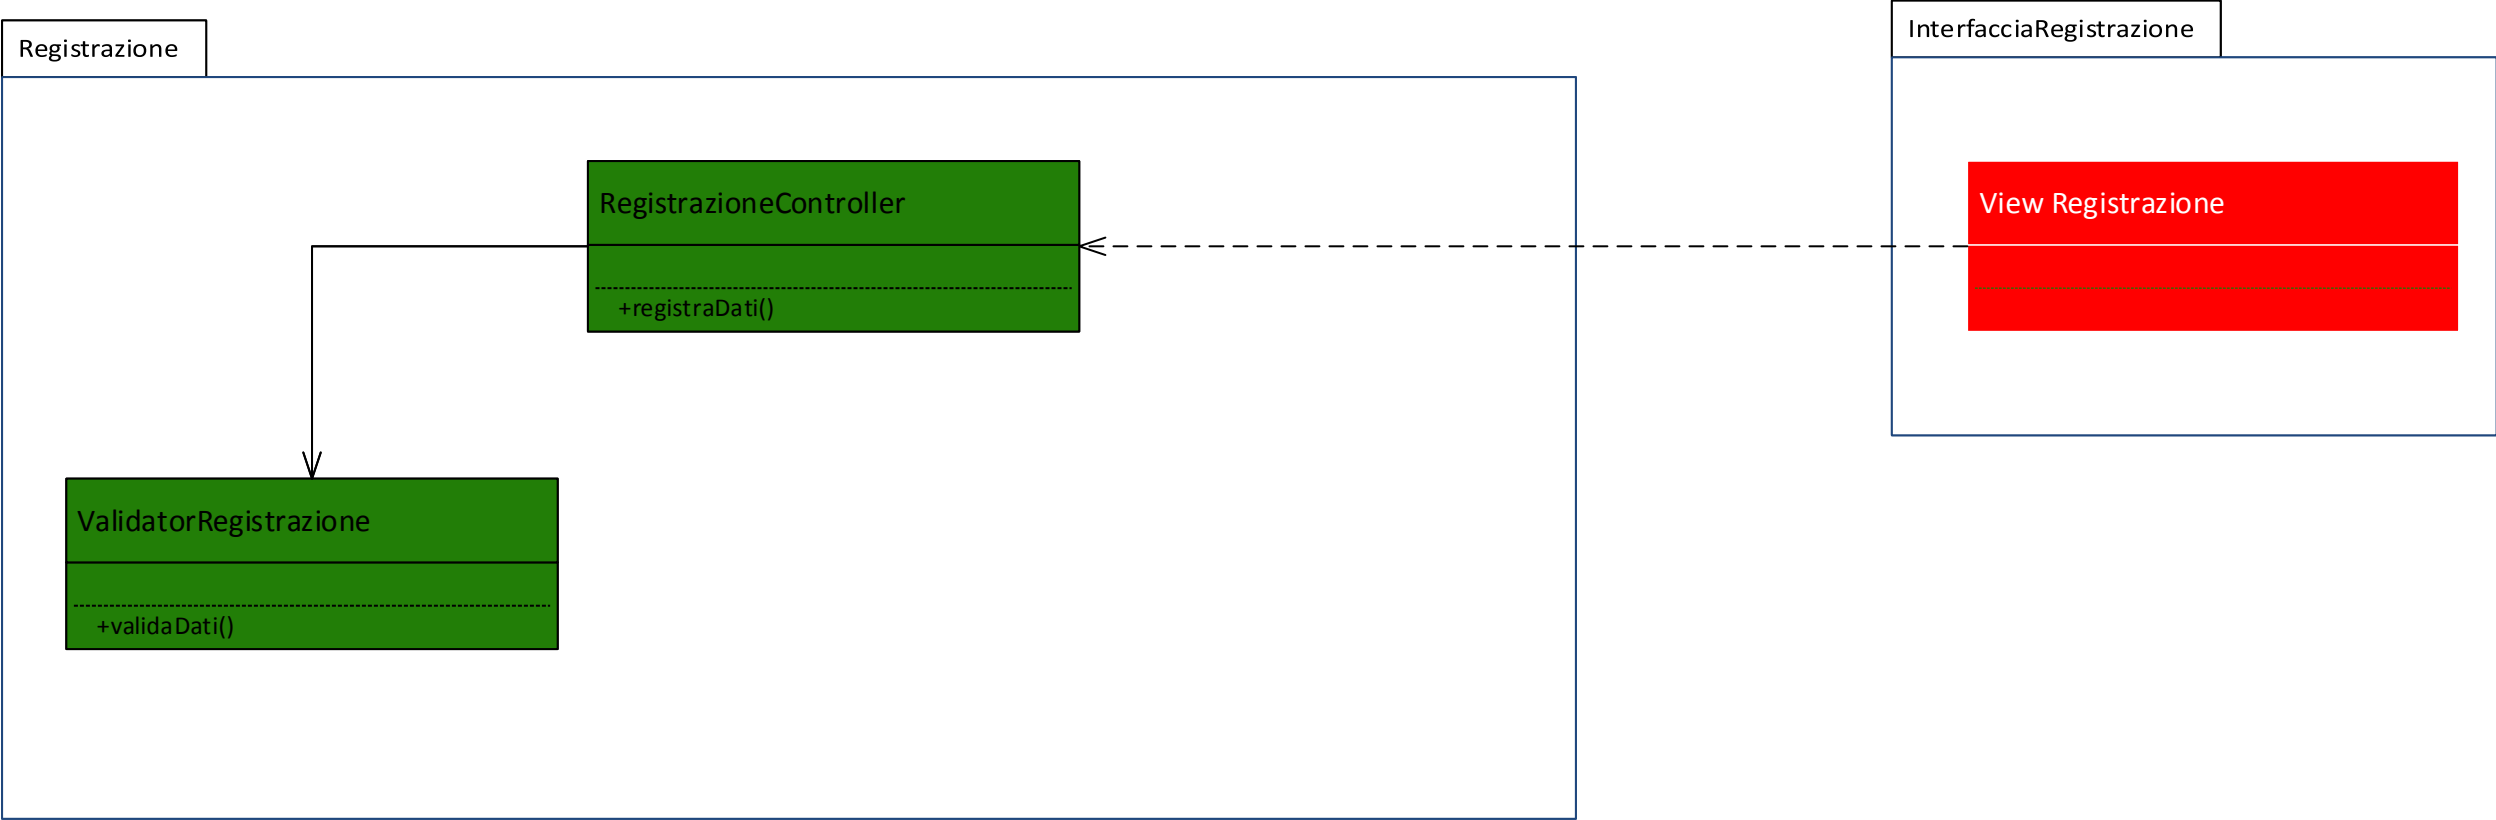 Registrazione
InterfacciaRegistrazione
RegistrazioneController
+registraDati()
View Registrazione
ValidatorRegistrazione
+validaDati()